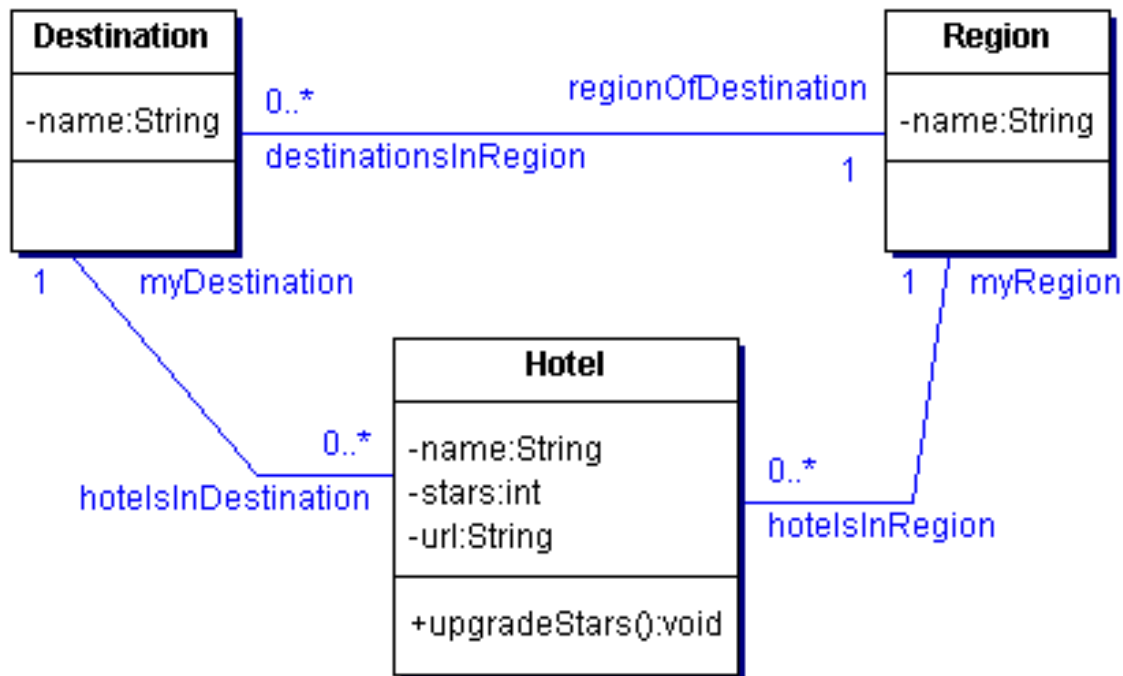 Destination
-name:String
0..*
destinationsInRegion
regionOfDestination
1
Region
-name:String
1
myDestination
1
myRegion
Hotel
-name:String
-stars:int
-url:String
+upgradeStars():void
0..*
hotelsInDestination
0..*
hotelsInRegion